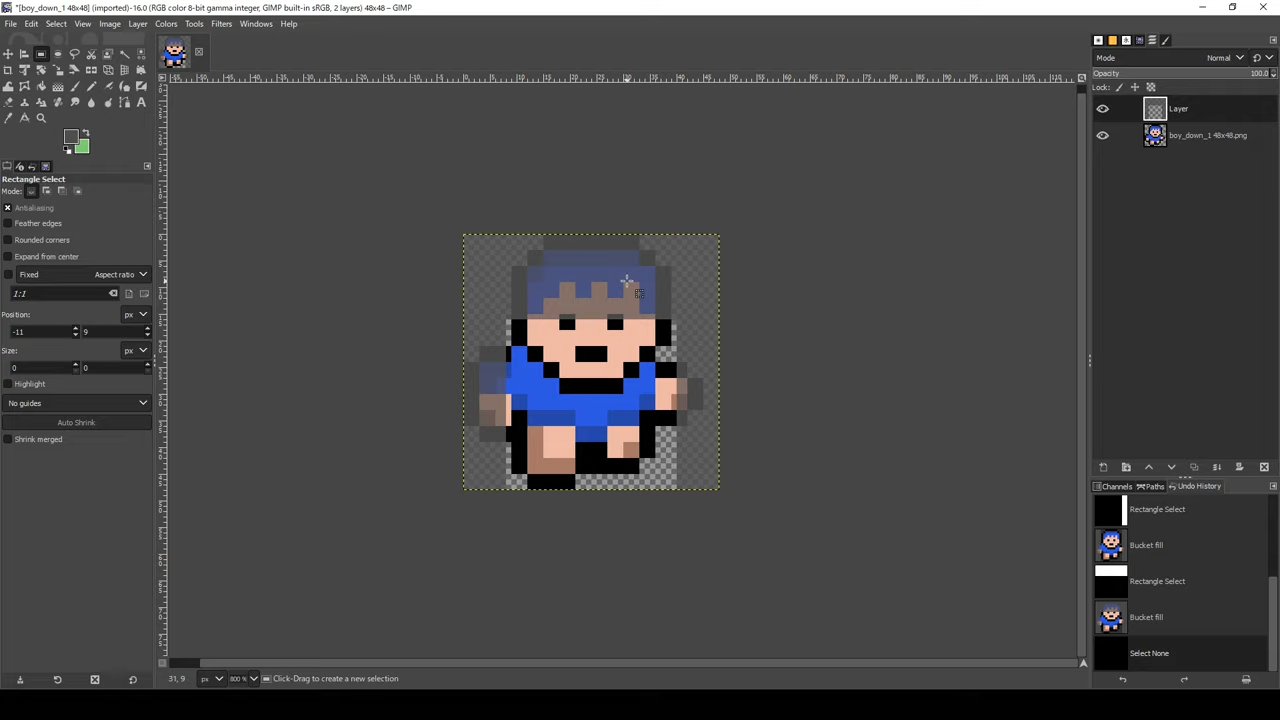 *[boy_down_1 48x48] (imported)-16.0 (RGB color 8-bit gamma integer, GIMP built-in sRGB, 2 layers) 48x48 – GIMP
File Edit Select View Image Layer Colors Tools Filters Windows Help
Rectangle Select
Mode:
Antialiasing
Feather edges
Rounded corners
Expand from center
Fixed Aspect ratio
1:1
Position: px
-11 9
Size: px
0 0
Highlight
No guides
Auto Shrink
Shrink merged
31, 9 px 800 % Click-Drag to create a new selection
Mode Normal
Opacity 100.0
Lock:
Layer
boy_down_1 48x48.png
Channels Paths Undo History
Rectangle Select
Bucket fill
Rectangle Select
Bucket fill
Select None